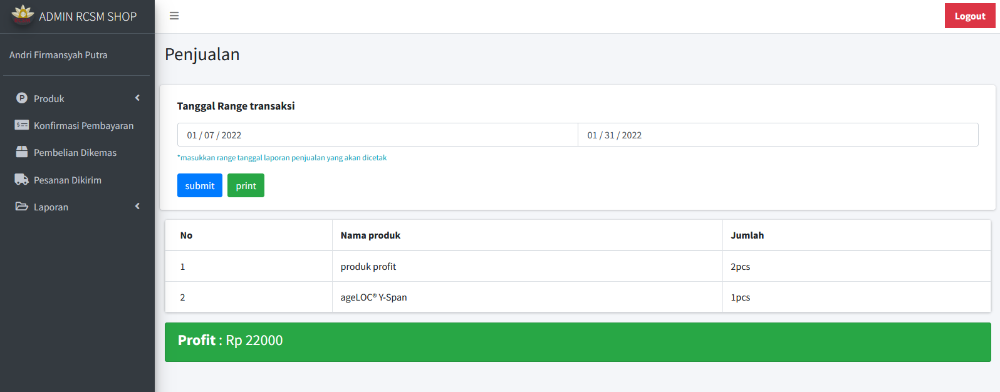 ADMIN RCSM SHOP
Logout
Andri Firmansyah Putra
Penjualan
Produk
Konfirmasi Pembayaran
Pembelian Dikemas
Pesanan Dikirim
Laporan
Tanggal Range transaksi
01 / 07 / 2022 01 / 31 / 2022
*masukkan range tanggal laporan penjualan yang akan dicetak
submit print
No Nama produk Jumlah
1 produk profit 2pcs
2 ageLOC® Y-Span 1pcs
Profit : Rp 22000